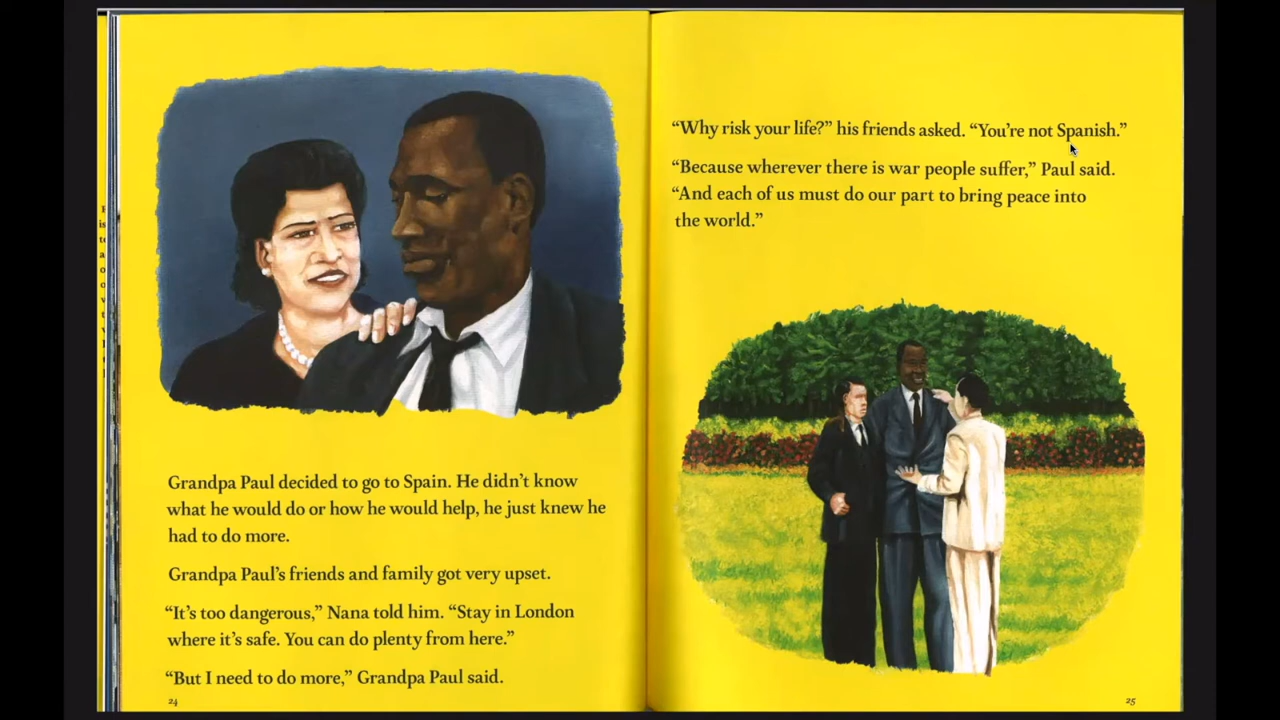 Grandpa Paul decided to go to Spain. He didn't know
what he would do or how he would help, he just knew he
had to do more.
Grandpa Paul's friends and family got very upset.
“It's too dangerous,” Nana told him. “Stay in London
where it's safe. You can do plenty from here.”
“But I need to do more,” Grandpa Paul said.
24
“Why risk your life?” his friends asked. “You're not Spanish.”
“Because wherever there is war people suffer,” Paul said.
“And each of us must do our part to bring peace into
the world.”
25